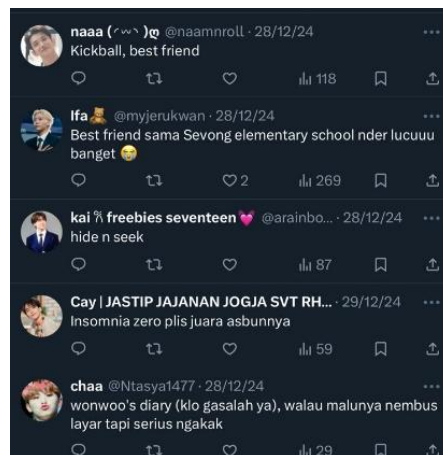 naaa (◜𖥦◝ )ღ @naamnroll · 28/12/24
Kickball, best friend
118
Ifa🧸 @myjerukwan · 28/12/24
Best friend sama Sevong elementary school nder lucuuu
banget 😭
2 269
kai 𐙚 freebies seventeen 💓 @arainbo... · 28/12/24
hide n seek
87
Cay | JASTIP JAJANAN JOGJA SVT RH... · 29/12/24
Insomnia zero plis juara asbunnya
59
chaa @Ntasya1477 · 28/12/24
wonwoo's diary (klo gasalah ya), walau malunya nembus
layar tapi serius ngakak
29